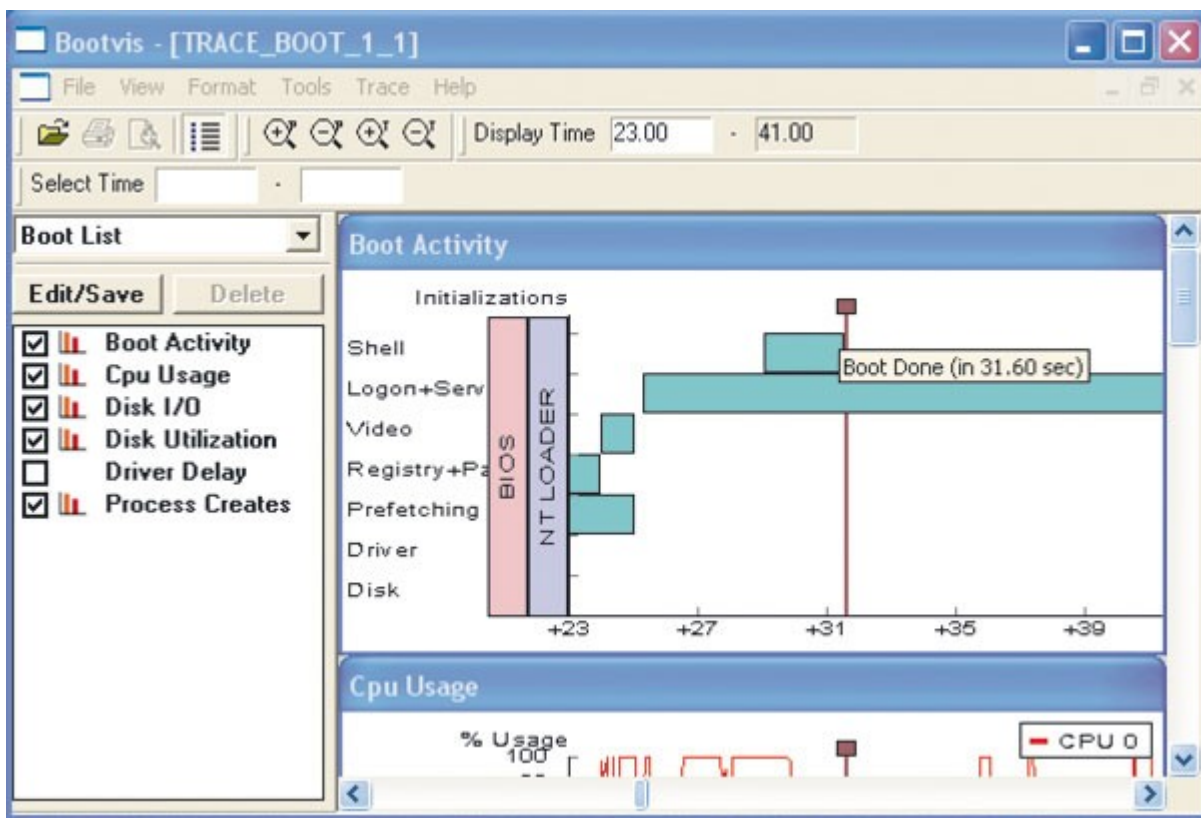 Bootvis - [TRACE_BOOT_1_1]
File View Format Tools Trace Help
Display Time 23.00 - 41.00
Select Time -
Boot List
Edit/Save Delete
Boot Activity
Cpu Usage
Disk I/O
Disk Utilization
Driver Delay
Process Creates
Boot Activity
Initializations
Shell
Logon+Serv
Video
Registry+Pa
Prefetching
Driver
Disk
BIOS
NT LOADER
Boot Done (in 31.60 sec)
+23 +27 +31 +35 +39
Cpu Usage
% Usage
100
CPU 0